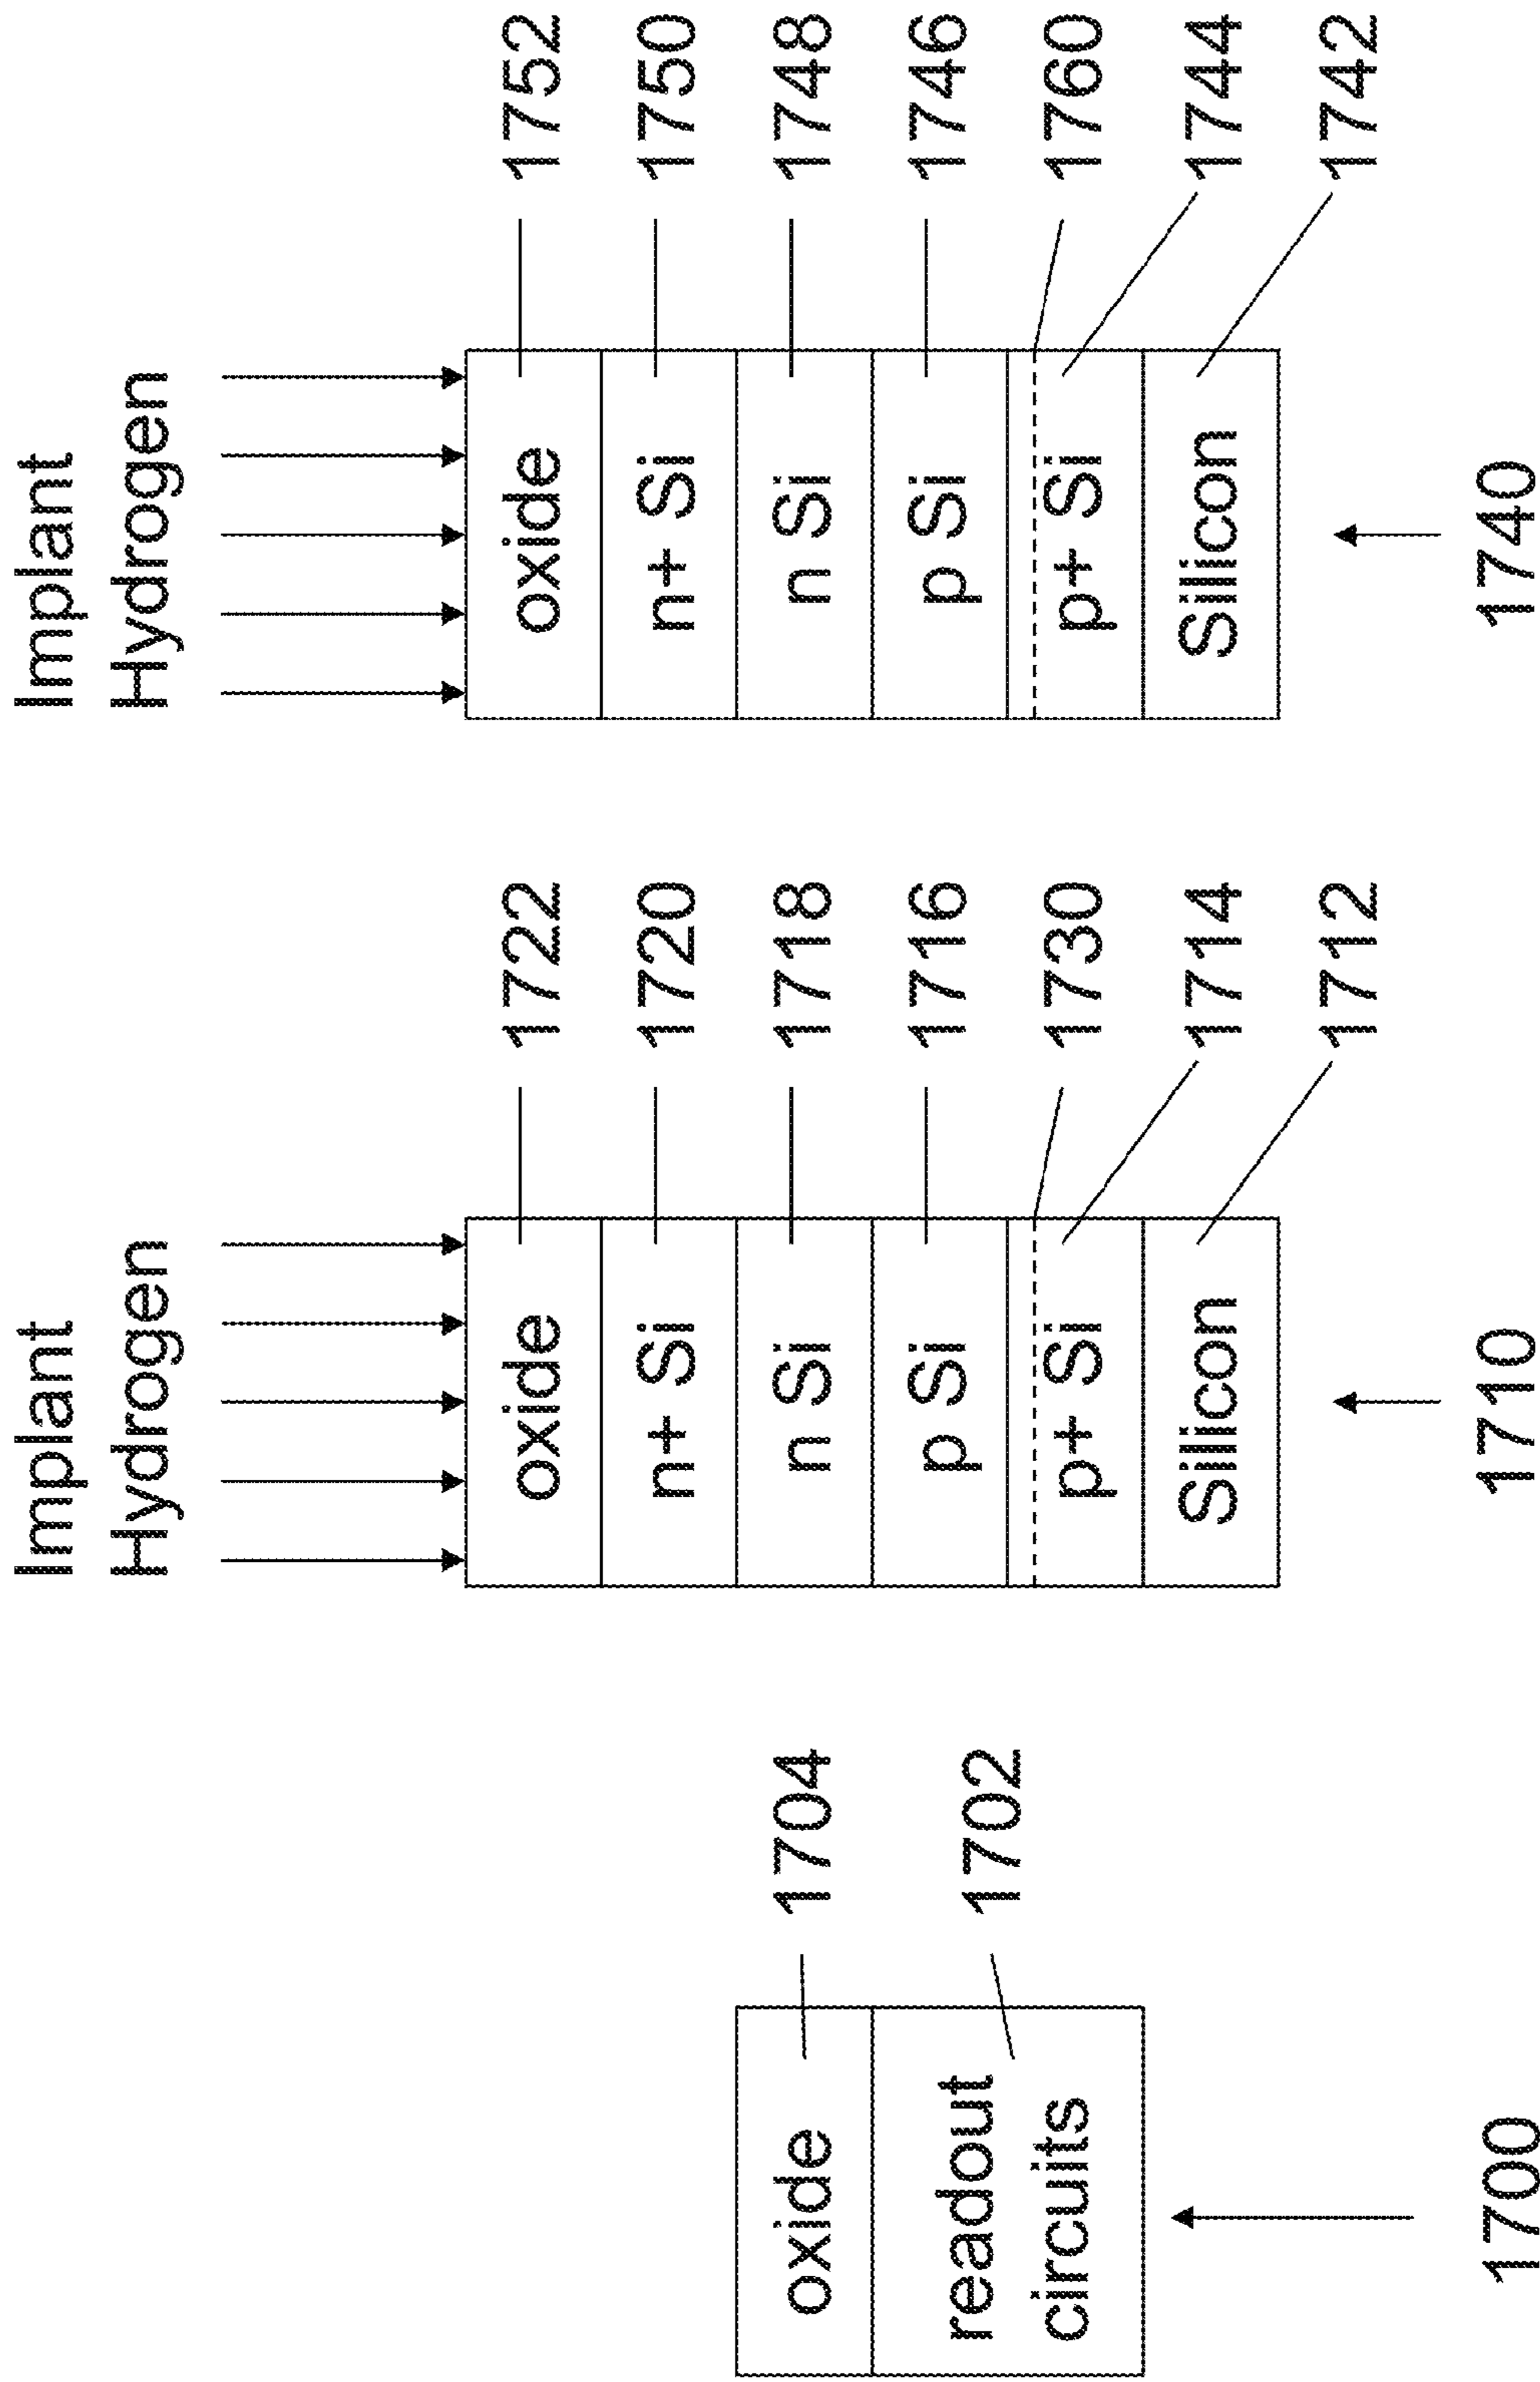 oxide
1704
readout
circuits
1702
1700
Implant
Hydrogen
oxide
1722
n+ Si
1720
n Si
1718
p Si
1716
1730
p+ Si
1714
Silicon
1712
1710
Implant
Hydrogen
oxide
1752
n+ Si
1750
n Si
1748
p Si
1746
1760
p+ Si
1744
Silicon
1742
1740